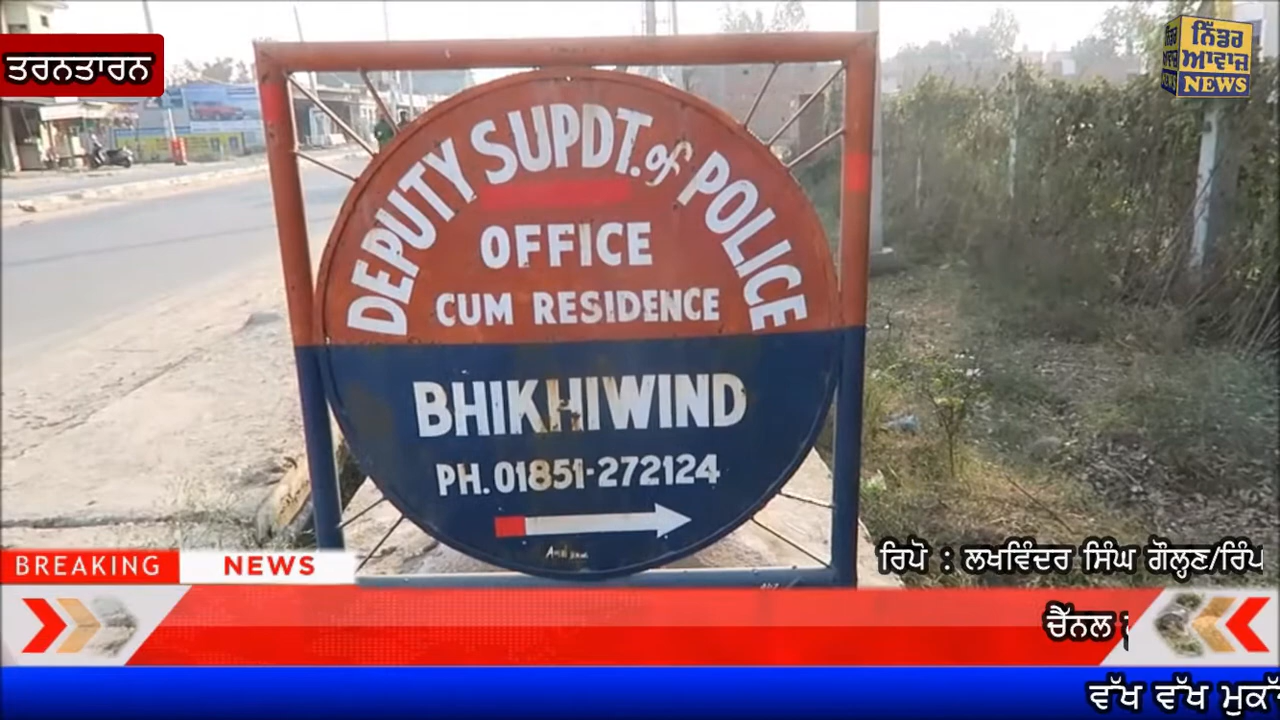 ਤਰਨਤਾਰਨ
ਨਿੱਡਰ
ਆਵਾਜ਼
NEWS
DEPUTY SUPDT. of POLICE
OFFICE
CUM RESIDENCE
BHIKHIWIND
PH. 01851-272124
BREAKING NEWS
ਰਿਪੋ : ਲਖਵਿੰਦਰ ਸਿੰਘ ਗੌਲ੍ਹਣ/ਰਿੰਪ
ਚੈੱਨਲ
ਵੱਖ ਵੱਖ ਮੁਕੱ